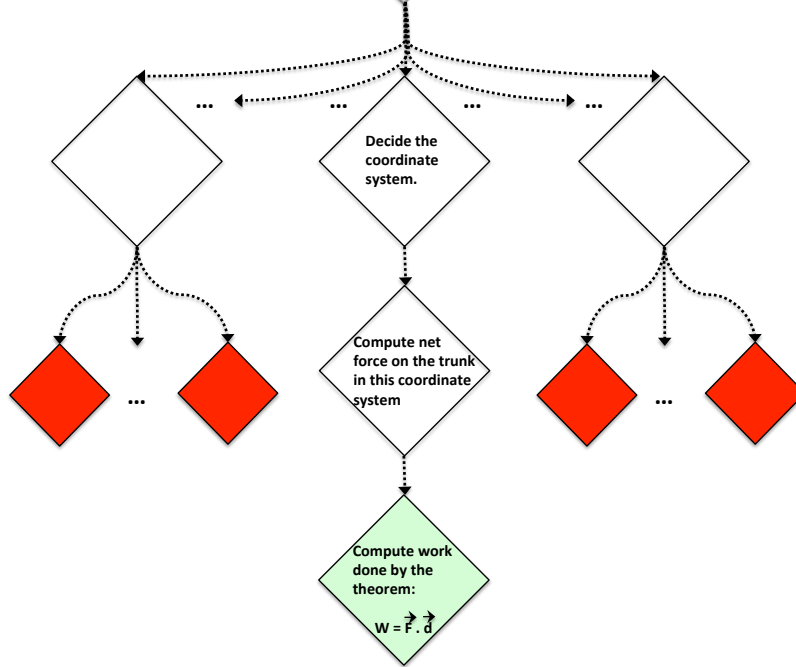 ... ... ... ...
Decide the
coordinate
system.
Compute net
force on the trunk
in this coordinate
system
... ...
Compute work
done by the
theorem:
W = F⃗ . d⃗